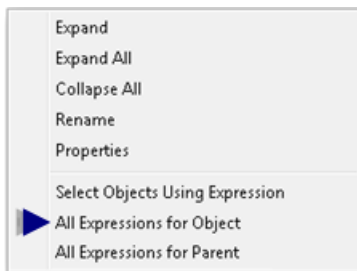 Expand
Expand All
Collapse All
Rename
Properties
Select Objects Using Expression
All Expressions for Object
All Expressions for Parent